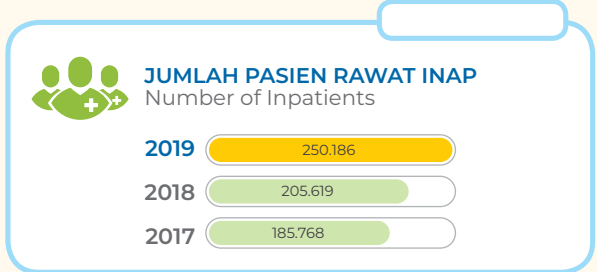 JUMLAH PASIEN RAWAT INAP
Number of Inpatients
2019 250.186
2018 205.619
2017 185.768